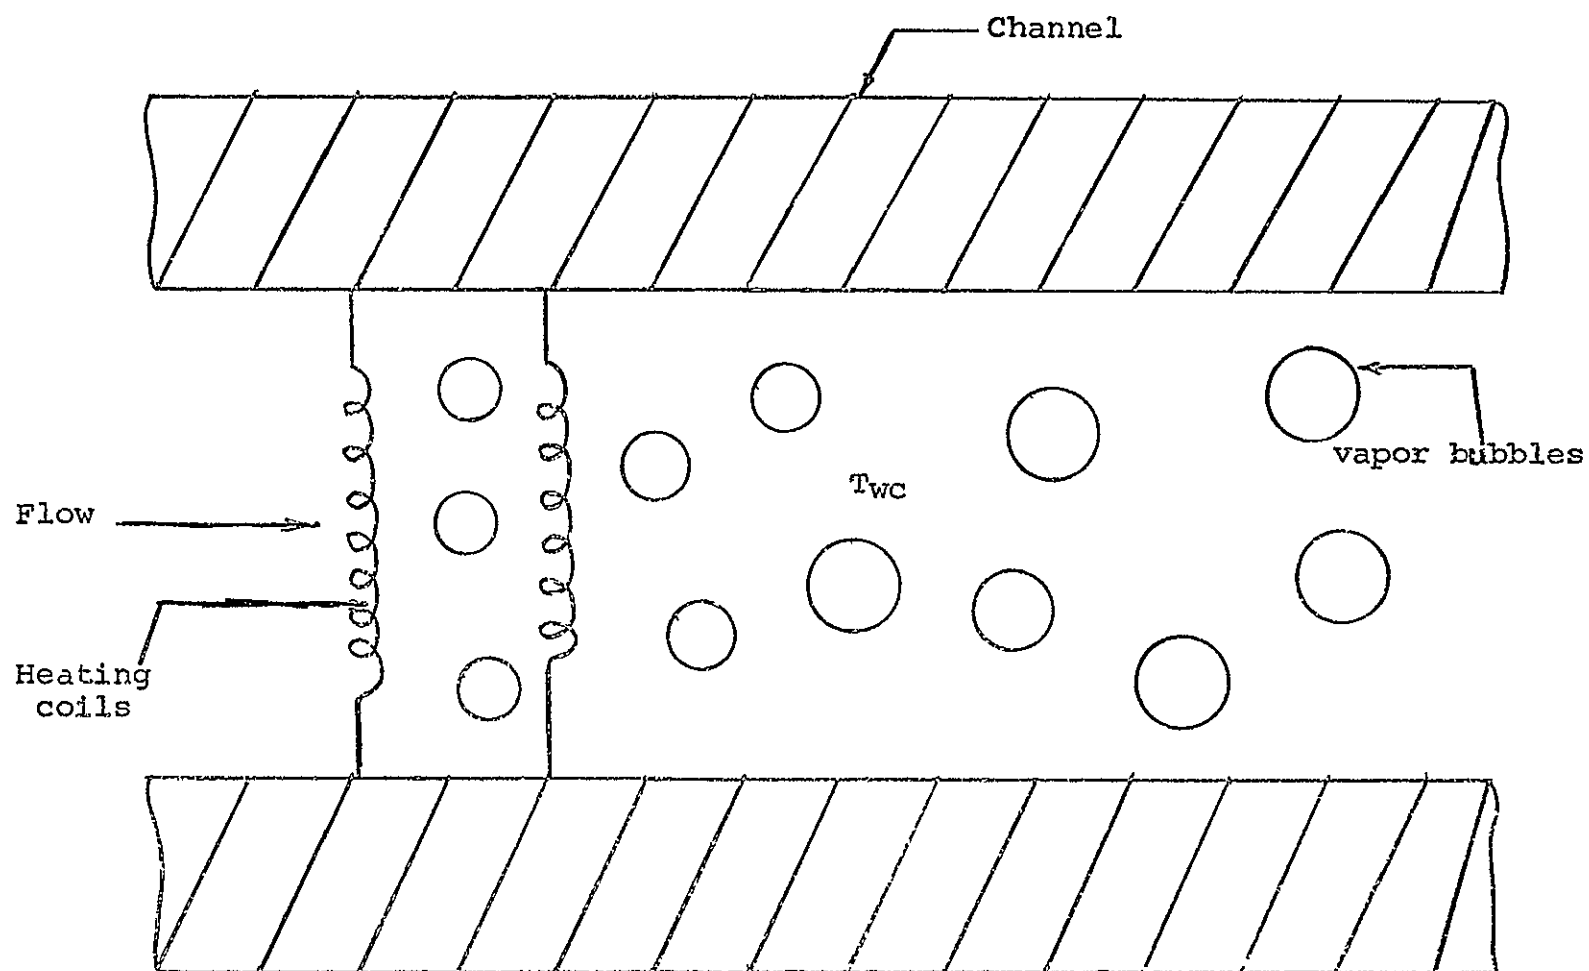 Channel
vapor bubbles
TWC
Flow
Heating
coils